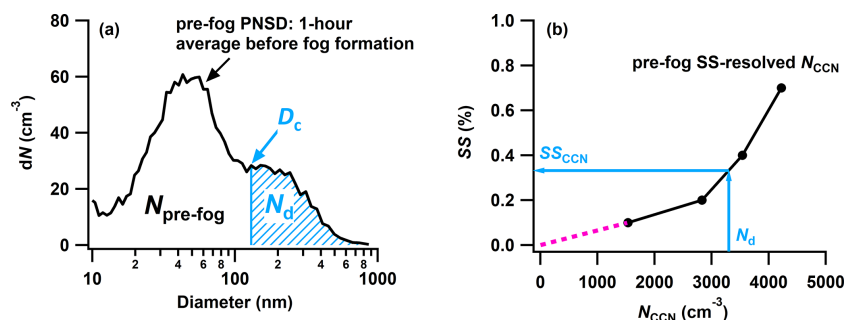 (a)
pre-fog PNSD: 1-hour
average before fog formation
80
60
40
20
0
dN (cm⁻³)
Dc
Npre-fog
Nd
10
2
4
6
8
100
2
4
6
8
1000
Diameter (nm)
(b)
pre-fog SS-resolved NCCN
1.0
0.8
0.6
0.4
0.2
0.0
SS (%)
SSCCN
Nd
0
1000
2000
3000
4000
5000
NCCN (cm⁻³)